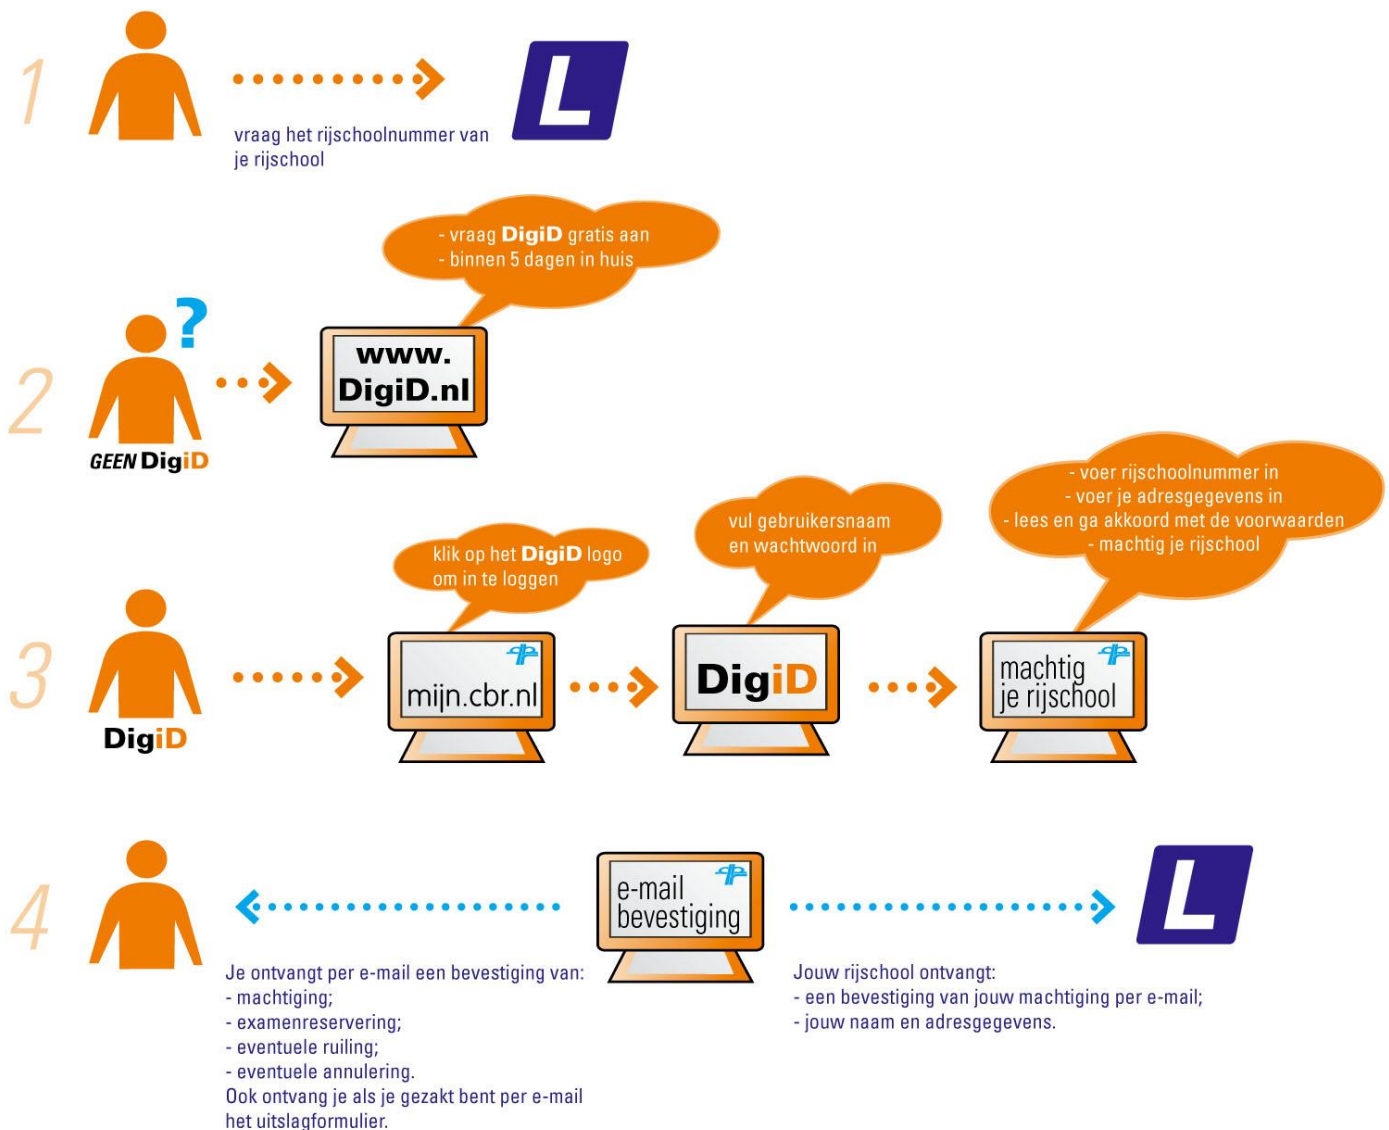 1
L
vraag het rijschoolnummer van
je rijschool
- vraag DigiD gratis aan
- binnen 5 dagen in huis
?
2
www.
DigiD.nl
GEEN DigiD
3
klik op het DigiD logo
om in te loggen
vul gebruikersnaam
en wachtwoord in
- voer rijschoolnummer in
- voer je adresgegevens in
- lees en ga akkoord met de voorwaarden
- machtig je rijschool
DigiD
mijn.cbr.nl
DigiD
machtig
je rijschool
4
e-mail
bevestiging
L
Je ontvangt per e-mail een bevestiging van:
- machtiging;
- examenreservering;
- eventuele ruiling;
- eventuele annulering.
Ook ontvang je als je gezakt bent per e-mail
het uitslagformulier.
Jouw rijschool ontvangt:
- een bevestiging van jouw machtiging per e-mail;
- jouw naam en adresgegevens.